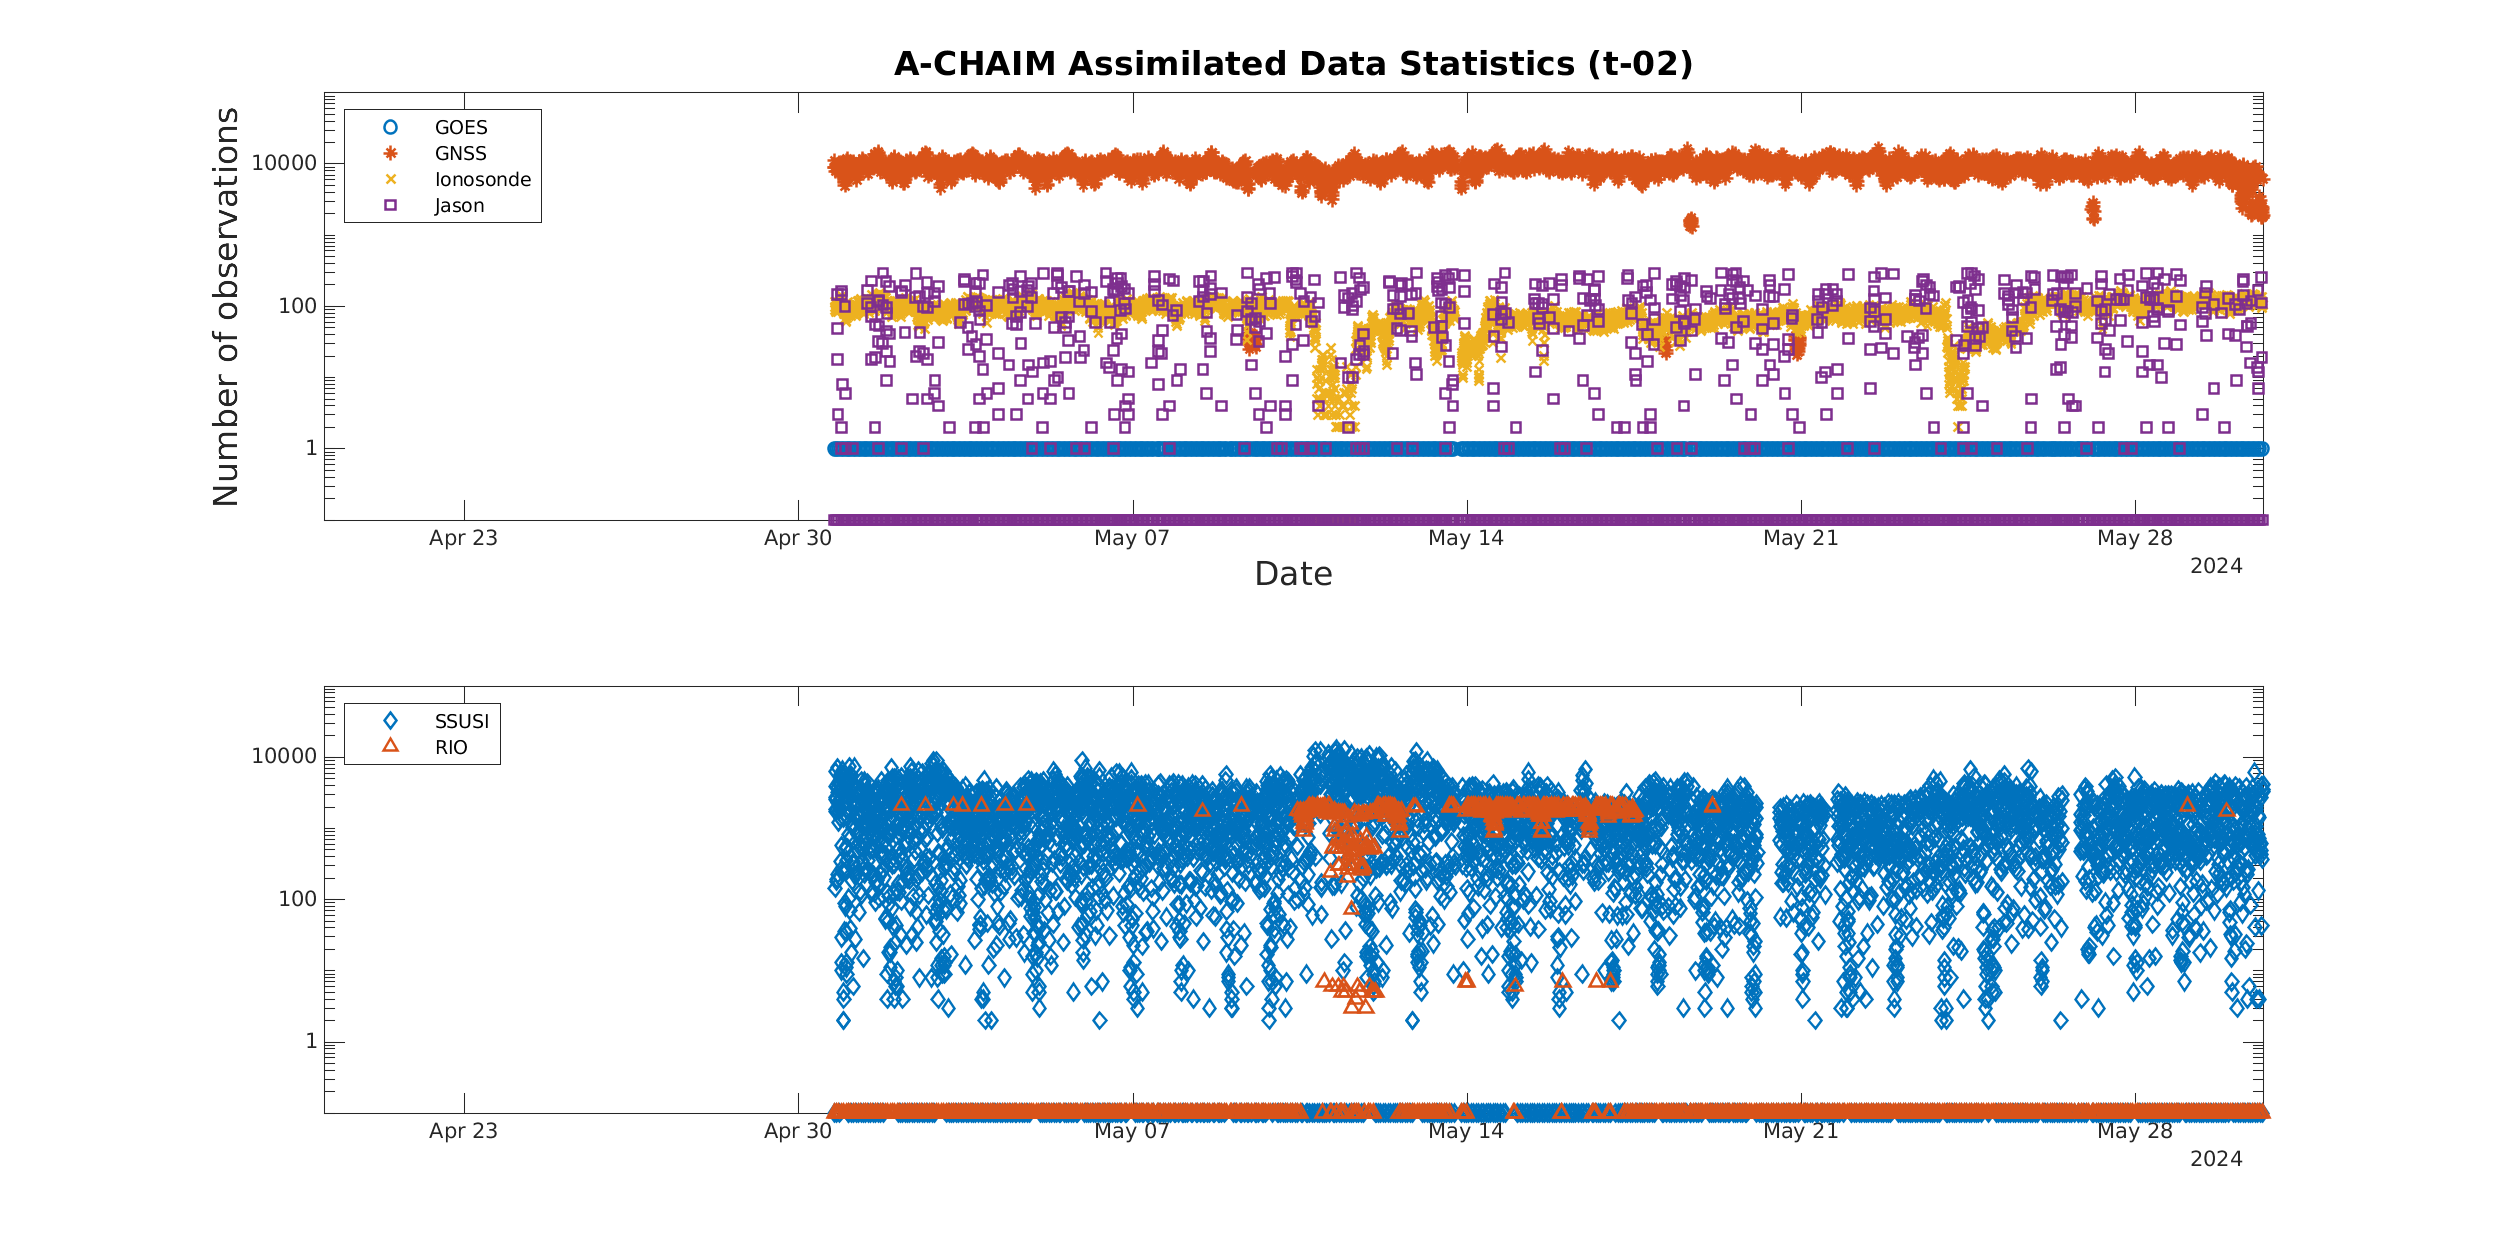 A-CHAIM Assimilated Data Statistics (t-02)
Number of observations
10000
100
1
GOES
GNSS
Ionosonde
Jason
Apr 23
Apr 30
May 07
May 14
May 21
May 28
2024
Date
10000
100
1
SSUSI
RIO
Apr 23
Apr 30
May 07
May 14
May 21
May 28
2024